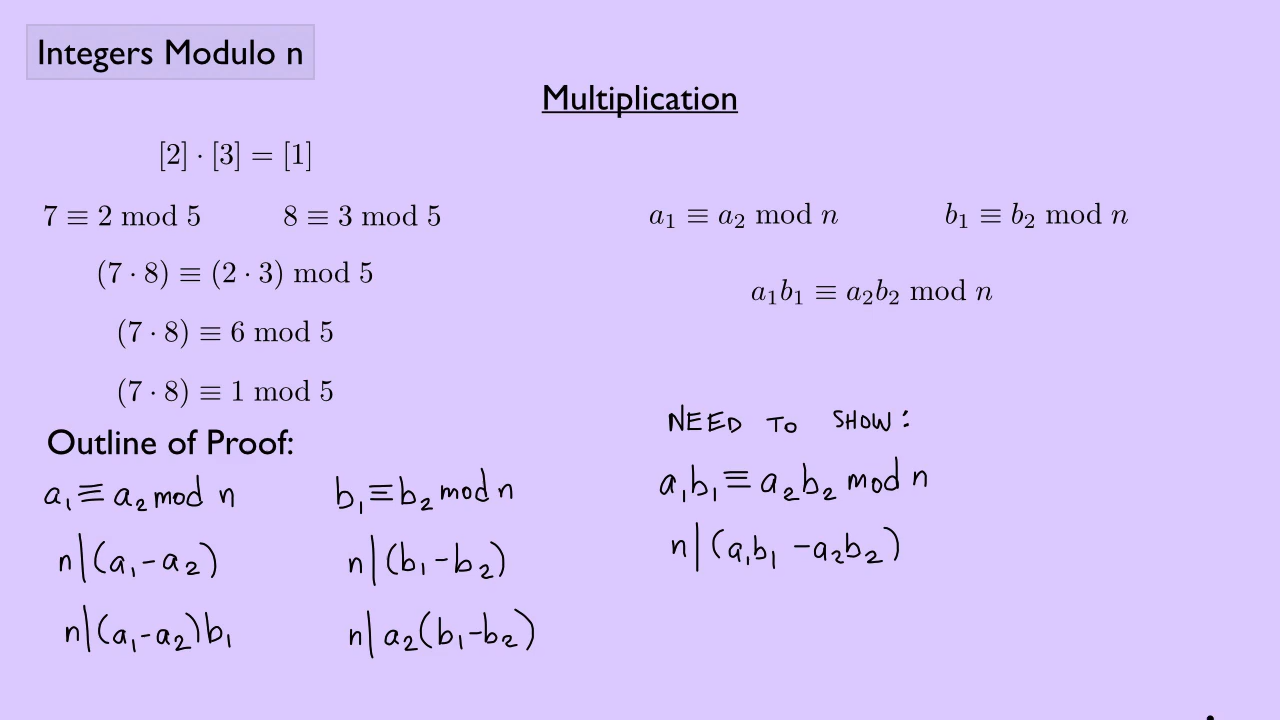 Integers Modulo n
Multiplication
[2] · [3] = [1]
7 ≡ 2 mod 5
8 ≡ 3 mod 5
(7 · 8) ≡ (2 · 3) mod 5
(7 · 8) ≡ 6 mod 5
(7 · 8) ≡ 1 mod 5
a₁ ≡ a₂ mod n
b₁ ≡ b₂ mod n
a₁b₁ ≡ a₂b₂ mod n
Outline of Proof:
a₁ ≡ a₂ mod n
b₁ ≡ b₂ mod n
n|(a₁-a₂)
n|(b₁-b₂)
n|(a₁-a₂)b₁
n|a₂(b₁-b₂)
NEED TO SHOW:
a₁b₁ ≡ a₂b₂ mod n
n|(a₁b₁ -a₂b₂)